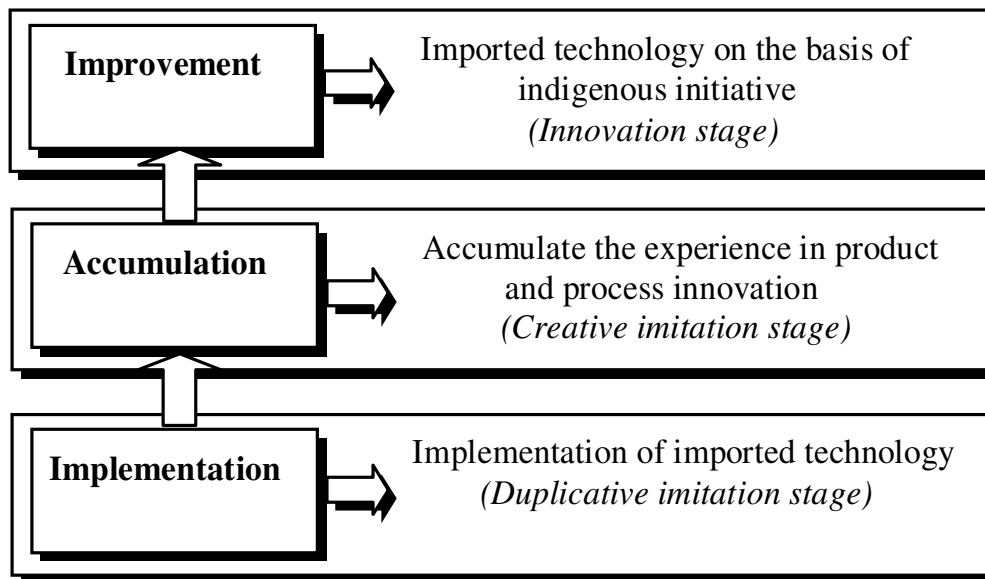 Improvement
Imported technology on the basis of
indigenous initiative
(Innovation stage)
Accumulation
Accumulate the experience in product
and process innovation
(Creative imitation stage)
Implementation
Implementation of imported technology
(Duplicative imitation stage)